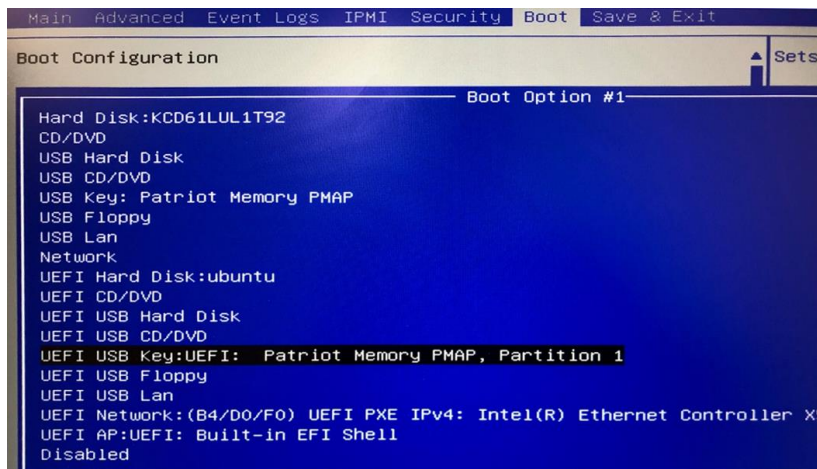 Main Advanced Event Logs IPMI Security Boot Save & Exit
Boot Configuration
Sets
Boot Option #1
Hard Disk:KCD61LUL1T92
CD/DVD
USB Hard Disk
USB CD/DVD
USB Key: Patriot Memory PMAP
USB Floppy
USB Lan
Network
UEFI Hard Disk:ubuntu
UEFI CD/DVD
UEFI USB Hard Disk
UEFI USB CD/DVD
UEFI USB Key:UEFI: Patriot Memory PMAP, Partition 1
UEFI USB Floppy
UEFI USB Lan
UEFI Network:(B4/D0/F0) UEFI PXE IPv4: Intel(R) Ethernet Controller
UEFI AP:UEFI: Built-in EFI Shell
Disabled